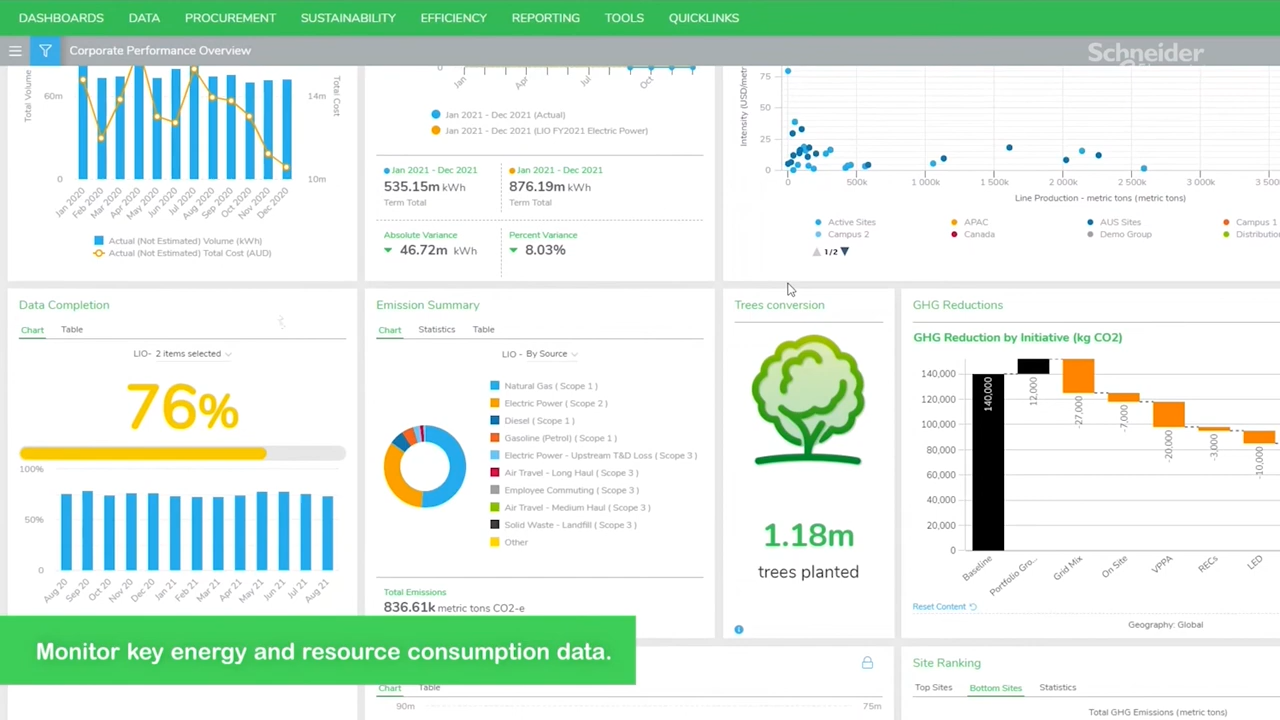 DASHBOARDS DATA PROCUREMENT SUSTAINABILITY EFFICIENCY REPORTING TOOLS QUICKLINKS
Corporate Performance Overview
Schneider
Total Volume
60m
0
14m
10m
Total Cost
Jan 2020
Feb 2020
Mar 2020
Apr 2020
May 2020
Jun 2020
Jul 2020
Aug 2020
Sep 2020
Oct 2020
Nov 2020
Dec 2020
Actual (Not Estimated) Volume (kWh)
Actual (Not Estimated) Total Cost (AUD)
Jan
Apr
Jul
Oct
Jan 2021 - Dec 2021 (Actual)
Jan 2021 - Dec 2021 (LIO FY2021 Electric Power)
Jan 2021 - Dec 2021
535.15m kWh
Term Total
Jan 2021 - Dec 2021
876.19m kWh
Term Total
Absolute Variance
46.72m kWh
Percent Variance
8.03%
Intensity (USD/metr
75
50
25
0
0 500k 1 000k 1 500k 2 000k 2 500k 3 000k 3 500
Line Production - metric tons (metric tons)
Active Sites APAC AUS Sites Campus 1
Campus 2 Canada Demo Group Distributio
1/2
Data Completion
Chart Table
LIO- 2 items selected
76%
100%
50%
0
Aug 20
Sep 20
Oct 20
Nov 20
Dec 20
Jan 21
Feb 21
Mar 21
Apr 21
May 21
Jun 21
Jul 21
Aug 21
Emission Summary
Chart Statistics Table
LIO - By Source
Natural Gas ( Scope 1 )
Electric Power ( Scope 2 )
Diesel ( Scope 1 )
Gasoline (Petrol) ( Scope 1 )
Electric Power - Upstream T&D Loss ( Scope 3 )
Air Travel - Long Haul ( Scope 3 )
Employee Commuting ( Scope 3 )
Air Travel - Medium Haul ( Scope 3 )
Solid Waste - Landfill ( Scope 3 )
Other
Total Emissions
836.61k metric tons CO2-e
Trees conversion
1.18m
trees planted
GHG Reductions
GHG Reduction by Initiative (kg CO2)
140,000
120,000
100,000
80,000
60,000
40,000
20,000
0
140,000
12,000
-27,000
-7,000
-20,000
-3,000
-10,000
Baseline
Portfolio Gro...
Grid Mix
On Site
VPPA
RECs
LED
Reset Content
Geography: Global
Monitor key energy and resource consumption data.
Chart Table
90m
75m
Site Ranking
Top Sites Bottom Sites Statistics
Total GHG Emissions (metric tons)